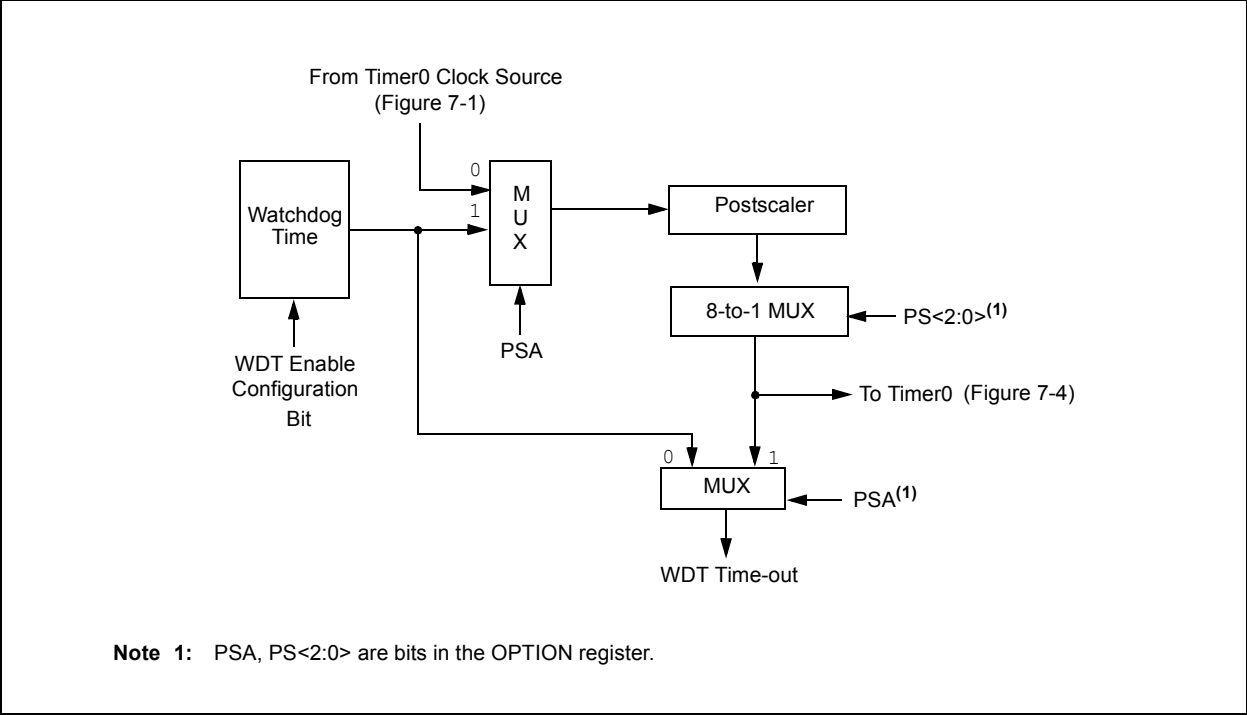 From Timer0 Clock Source
(Figure 7-1)
0
1
M
U
X
Watchdog
Time
Postscaler
8-to-1 MUX
PS<2:0>(1)
PSA
WDT Enable
Configuration
Bit
To Timer0 (Figure 7-4)
0
1
MUX
PSA(1)
WDT Time-out
Note 1: PSA, PS<2:0> are bits in the OPTION register.